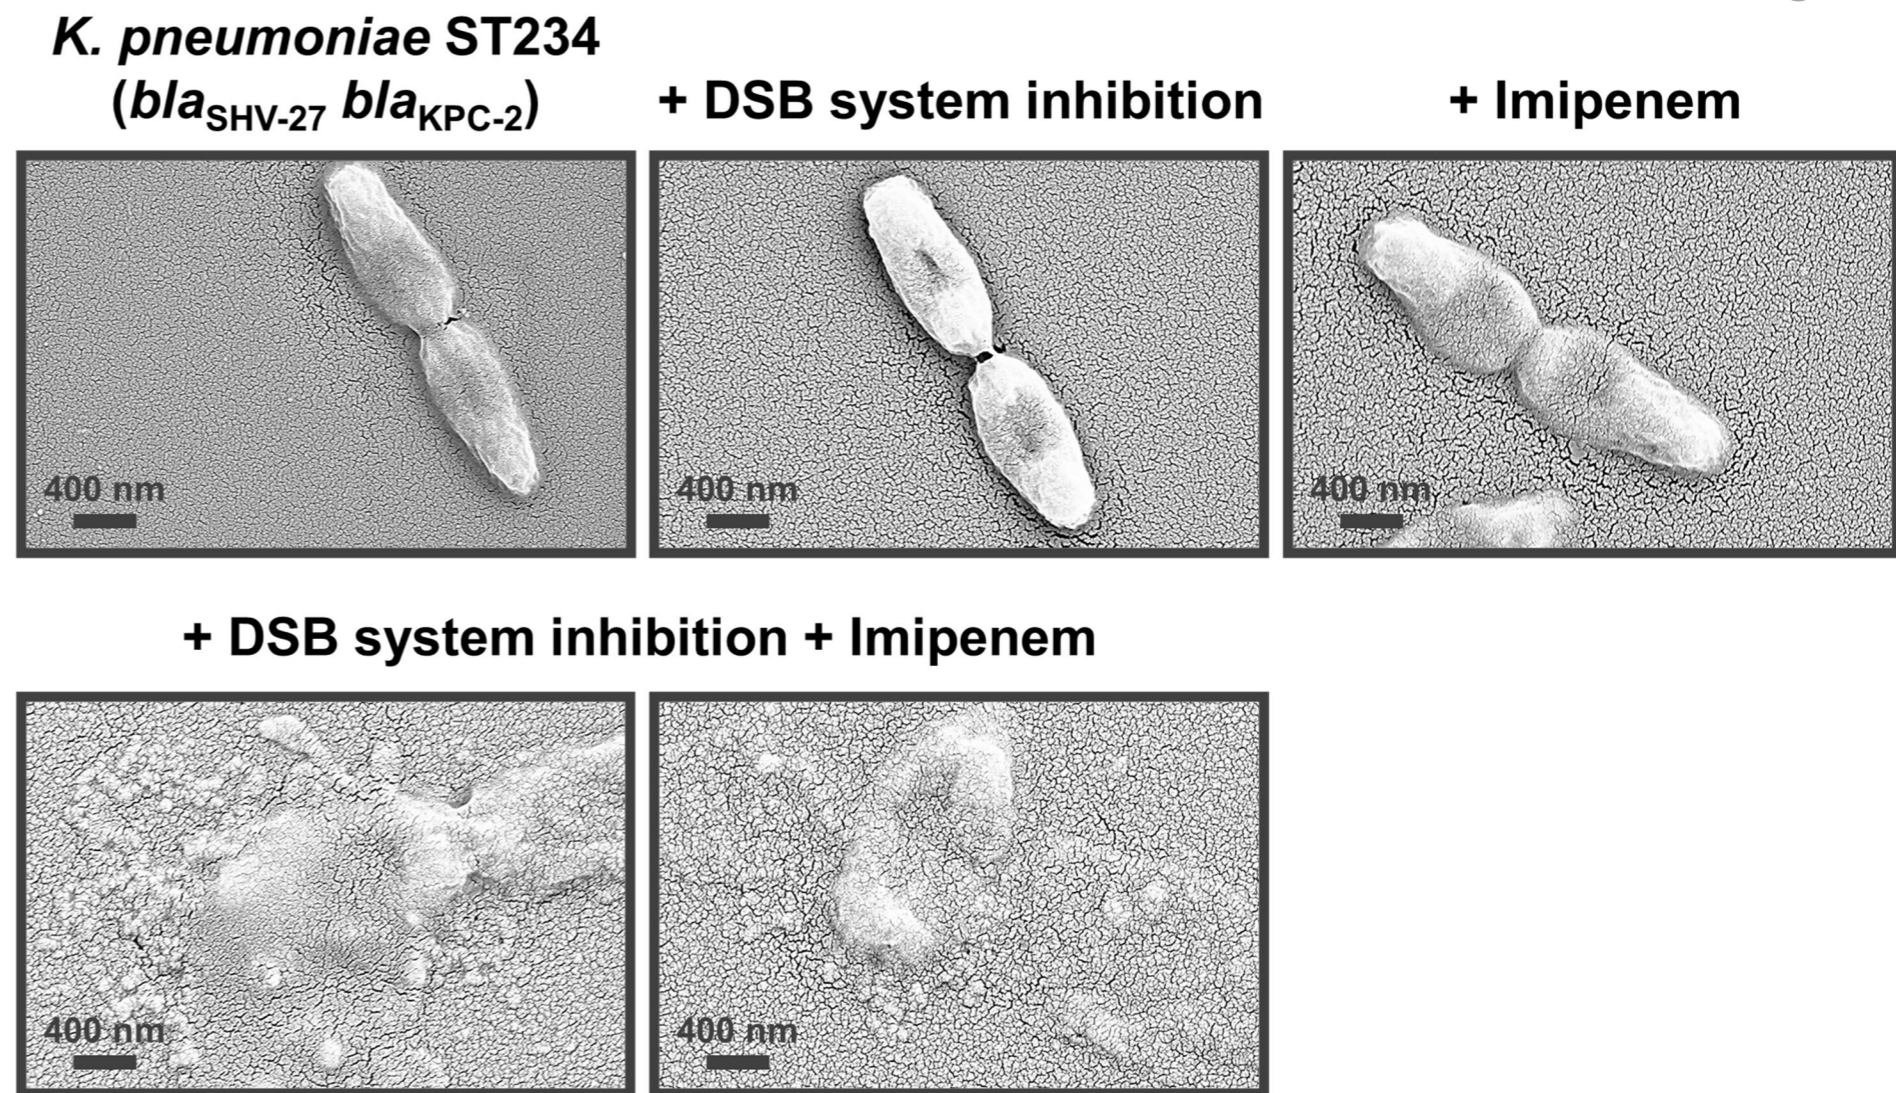 K. pneumoniae ST234
(blaSHV-27 blaKPC-2)
+ DSB system inhibition
+ Imipenem
400 nm
400 nm
400 nm
+ DSB system inhibition + Imipenem
400 nm
400 nm